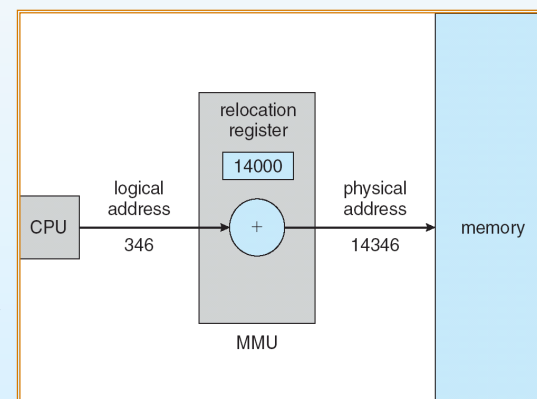 relocation
register
14000
logical
address
physical
address
CPU
+
memory
346
14346
MMU